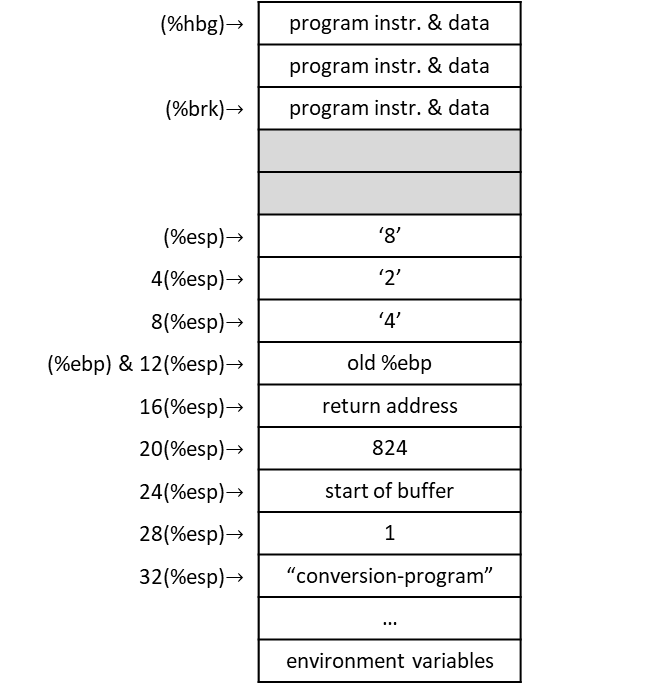 (%hbg)→ program instr. & data
program instr. & data
(%brk)→ program instr. & data
(%esp)→ ‘8’
4(%esp)→ ‘2’
8(%esp)→ ‘4’
(%ebp) & 12(%esp)→ old %ebp
16(%esp)→ return address
20(%esp)→ 824
24(%esp)→ start of buffer
28(%esp)→ 1
32(%esp)→ “conversion-program”
...
environment variables